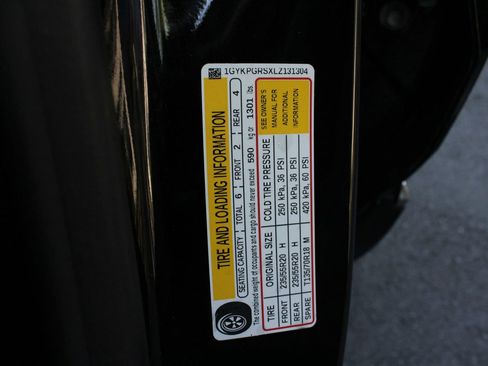 1GYKPGRSXLZ131304
TIRE AND LOADING INFORMATION
SEATING CAPACITY TOTAL 6 FRONT 2 REAR 4
The combined weight of occupants and cargo should never exceed 590 kg or 1301 lbs.
TIRE ORIGINAL SIZE COLD TIRE PRESSURE SEE OWNER'S
FRONT 235/55R20 H 250 kPa, 36 PSI MANUAL FOR
REAR 235/55R20 H 250 kPa, 36 PSI ADDITIONAL
SPARE T135/70R18 M 420 kPa, 60 PSI INFORMATION